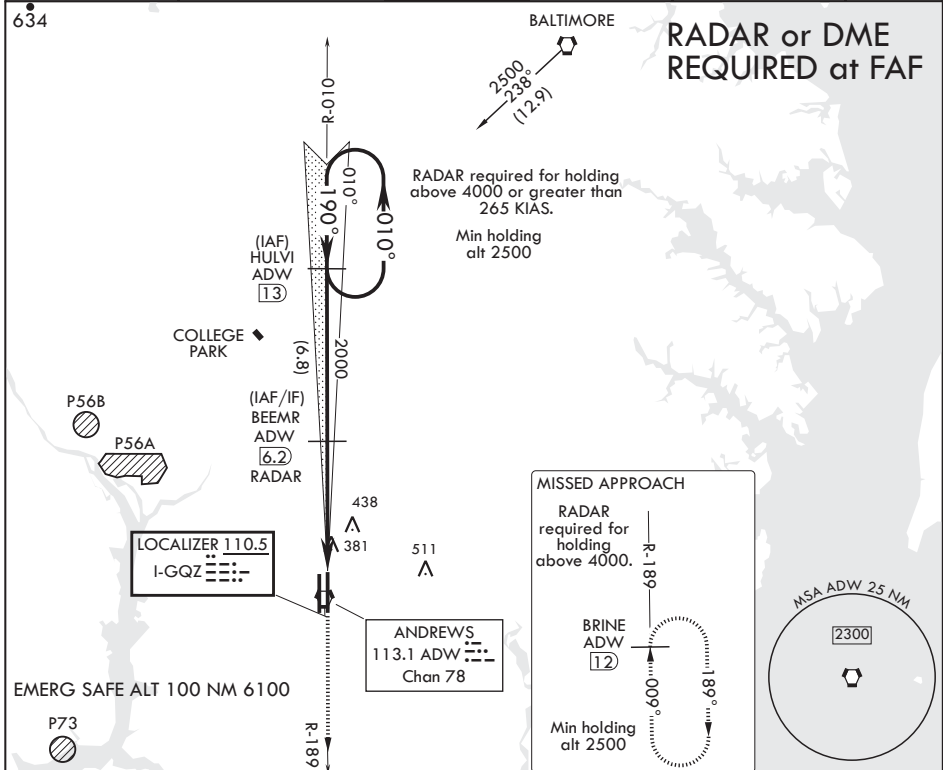 634
BALTIMORE
RADAR or DME
REQUIRED at FAF
2500
238°
(12.9)
R-010
RADAR required for holding
above 4000 or greater than
265 KIAS.
Min holding
alt 2500
190°
010°
010°
(IAF)
HULVI
ADW
13
COLLEGE
PARK
(6.8)
2000
(IAF/IF)
BEEMR
ADW
6.2
RADAR
P56B
P56A
438
381
511
LOCALIZER 110.5
I-GQZ
ANDREWS
113.1 ADW
Chan 78
EMERG SAFE ALT 100 NM 6100
P73
R-189
MISSED APPROACH
RADAR
required for
holding
above 4000.
R-189
BRINE
ADW
12
009°
189°
Min holding
alt 2500
MSA ADW 25 NM
2300